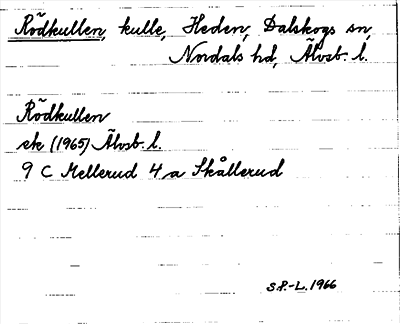 Rödkullen, kulle, Heden, Dalskogs sn,
Nordals hd, Älvsb. l.
Rödkullen
ek (1965) Älvsb. l.
9 C Mellerud 4 a Skållerud
S.P.-L. 1966